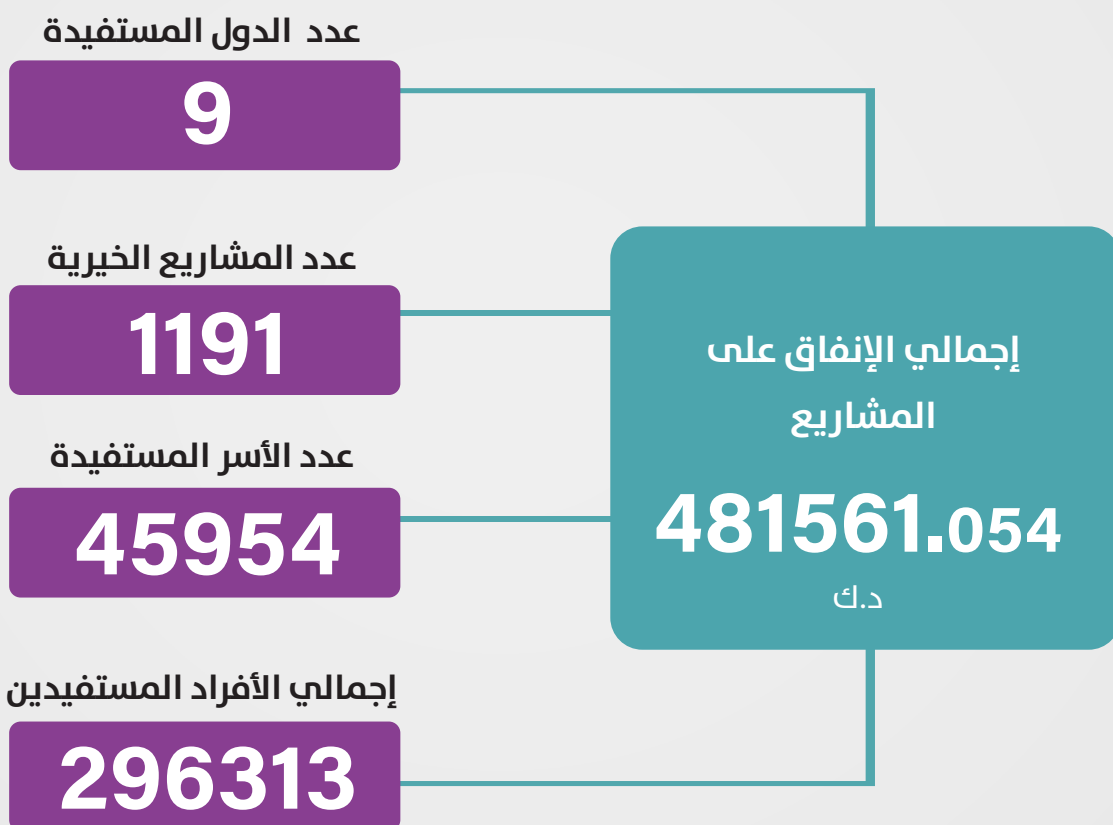 عدد الدول المستفيدة
9
عدد المشاريع الخيرية
1191
عدد الأسر المستفيدة
45954
إجمالي الأفراد المستفيدين
296313
إجمالي الإنفاق على
المشاريع
481561.054
د.ك